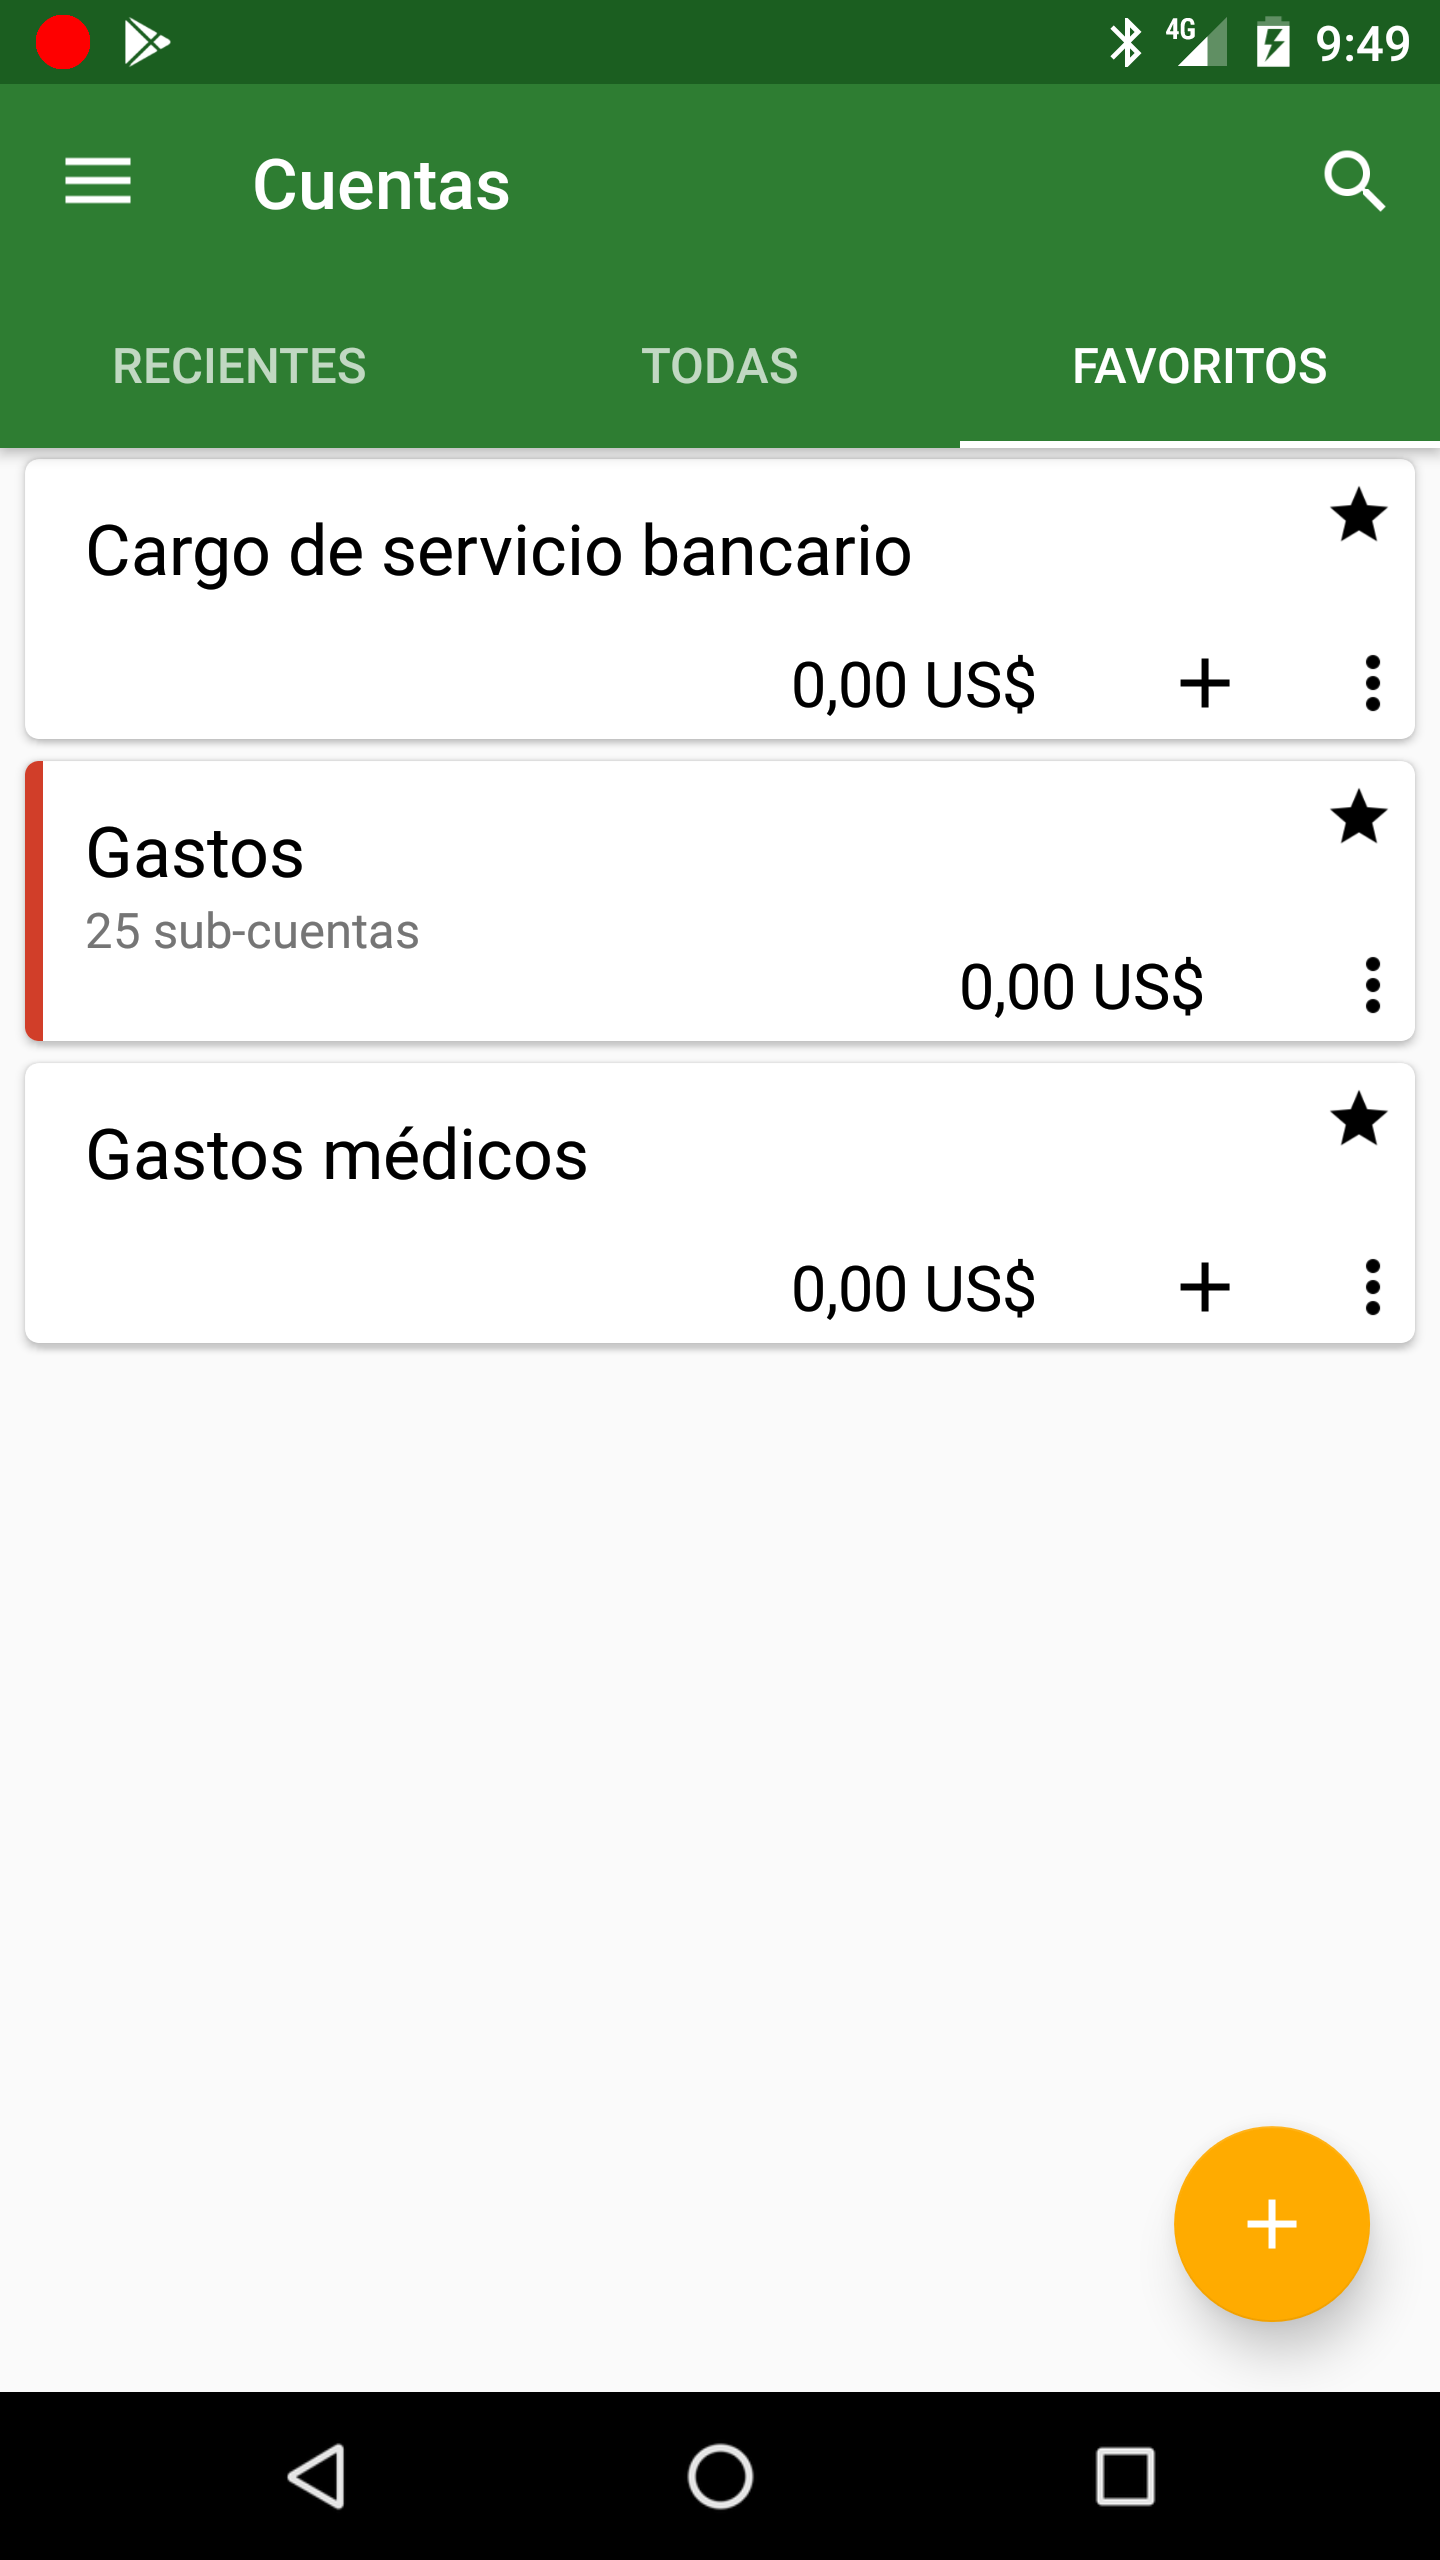 4G 9:49
Cuentas
RECIENTES TODAS FAVORITOS
Cargo de servicio bancario
0,00 US$
Gastos
25 sub-cuentas
0,00 US$
Gastos médicos
0,00 US$